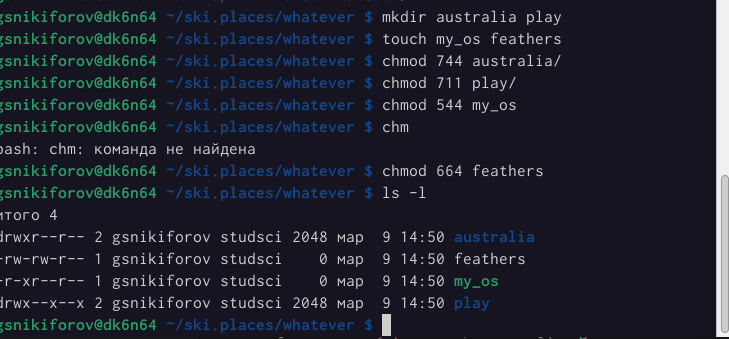 gsnikiforov@dk6n64 ~/ski.places/whatever $ mkdir australia play
gsnikiforov@dk6n64 ~/ski.places/whatever $ touch my_os feathers
gsnikiforov@dk6n64 ~/ski.places/whatever $ chmod 744 australia/
gsnikiforov@dk6n64 ~/ski.places/whatever $ chmod 711 play/
gsnikiforov@dk6n64 ~/ski.places/whatever $ chmod 544 my_os
gsnikiforov@dk6n64 ~/ski.places/whatever $ chm
bash: chm: команда не найдена
gsnikiforov@dk6n64 ~/ski.places/whatever $ chmod 664 feathers
gsnikiforov@dk6n64 ~/ski.places/whatever $ ls -l
итого 4
drwxr--r-- 2 gsnikiforov studsci 2048 мар  9 14:50 australia
-rw-rw-r-- 1 gsnikiforov studsci    0 мар  9 14:50 feathers
-r-xr--r-- 1 gsnikiforov studsci    0 мар  9 14:50 my_os
drwx--x--x 2 gsnikiforov studsci 2048 мар  9 14:50 play
gsnikiforov@dk6n64 ~/ski.places/whatever $